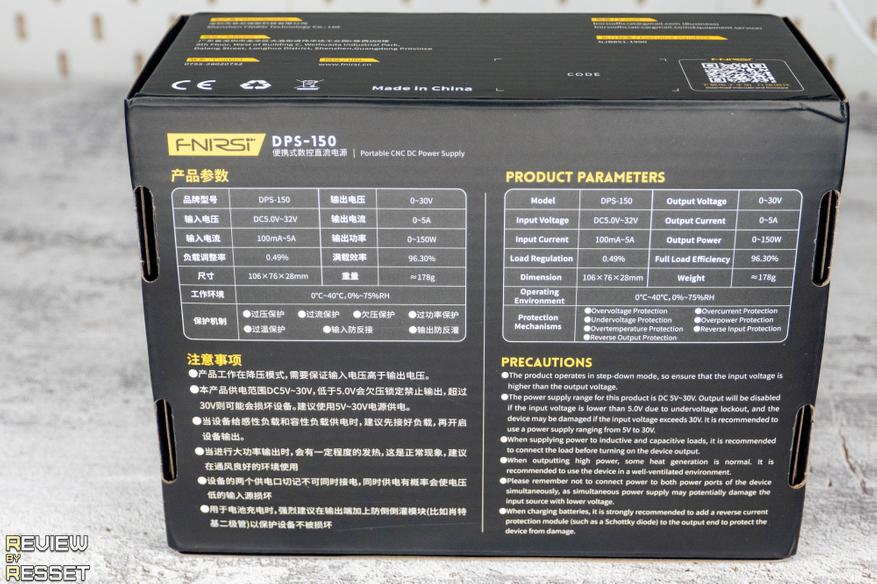 Shenzhen FNIRSI Technology Co., Ltd.
4th Floor, West of Building C, Weihuada Industrial Park,
Dalang Street, Longhua District, Shenzhen, Guangdong Province
0755-28020752
www.fnirsi.cn
CE
Made in China
CODE
FNIRSI
FNIRSI DPS-150
便携式数控直流电源 | Portable CNC DC Power Supply
产品参数
品牌型号 DPS-150 输出电压 0~30V
输入电压 DC5.0V~32V 输出电流 0~5A
输入电流 100mA~5A 输出功率 0~150W
负载调整率 0.49% 满载效率 96.30%
尺寸 106×76×28mm 重量 ≈178g
工作环境 0°C~40°C,0%~75%RH
保护机制 ●过压保护 ●过流保护 ●欠压保护 ●过功率保护
●过温保护 ●输入防反接 ●输出防反灌
注意事项
●产品工作在降压模式,需要保证输入电压高于输出电压。
●本产品供电范围DC5V~30V,低于5.0V会欠压锁定禁止输出,超过
30V则可能会损坏设备。建议使用5V~30V电源供电。
●当设备给感性负载和容性负载供电时,建议先接好负载,再开启
设备输出。
●当进行大功率输出时,会有一定程度的发热,这是正常现象,建议
在通风良好的环境使用
●设备的两个供电口切记不可同时接电,同时供电有概率会使电压
低的输入源损坏
●用于电池充电时,强烈建议在输出端加上防倒灌模块(比如肖特
基二极管)以保护设备不被损坏
PRODUCT PARAMETERS
Model DPS-150 Output Voltage 0~30V
Input Voltage DC5.0V~32V Output Current 0~5A
Input Current 100mA~5A Output Power 0~150W
Load Regulation 0.49% Full Load Efficiency 96.30%
Dimension 106×76×28mm Weight ≈178g
Operating
Environment 0°C~40°C,0%~75%RH
Protection
Mechanisms
●Overvoltage Protection ●Overcurrent Protection
●Undervoltage Protection ●Overpower Protection
●Overtemperature Protection ●Reverse Input Protection
●Reverse Output Protection
PRECAUTIONS
●The product operates in step-down mode, so ensure that the input voltage is
higher than the output voltage.
●The power supply range for this product is DC 5V~30V. Output will be disabled
if the input voltage is lower than 5.0V due to undervoltage lockout, and the
device may be damaged if the input voltage exceeds 30V. It is recommended to
use a power supply ranging from 5V to 30V.
●When supplying power to inductive and capacitive loads, it is recommended
to connect the load before turning on the device output.
●When outputting high power, some heat generation is normal. It is
recommended to use the device in a well-ventilated environment.
●Please remember not to connect to both power ports of the device
simultaneously, as simultaneous power supply may potentially damage the
input source with lower voltage.
●When charging batteries, it is strongly recommended to add a reverse current
protection module (such as a Schottky diode) to the output end to protect the
device from damage.
REVIEW
BY
RESSET